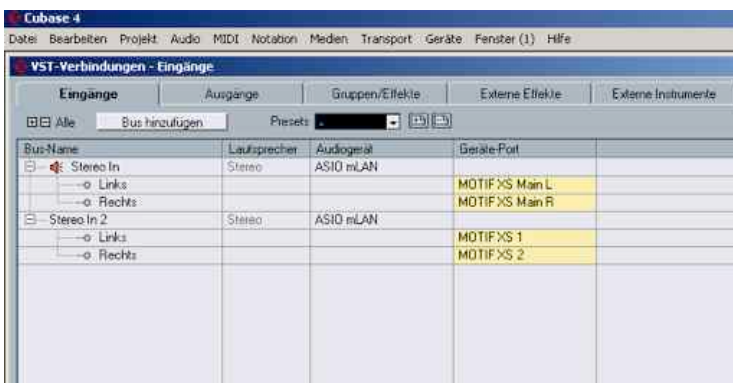 Cubase 4
Datei Bearbeiten Projekt Audio MIDI Notation Medien Transport Geräte Fenster (1) Hilfe
VST-Verbindungen - Eingänge
Eingänge Ausgänge Gruppen/Effekte Externe Effekte Externe Instrumente
Alle Bus hinzufügen Presets -
Bus-Name Lautsprecher Audiogerät Geräte-Port
Stereo In Stereo ASIO mLAN
Links MOTIF XS Main L
Rechts MOTIF XS Main R
Stereo In 2 Stereo ASIO mLAN
Links MOTIF XS 1
Rechts MOTIF XS 2